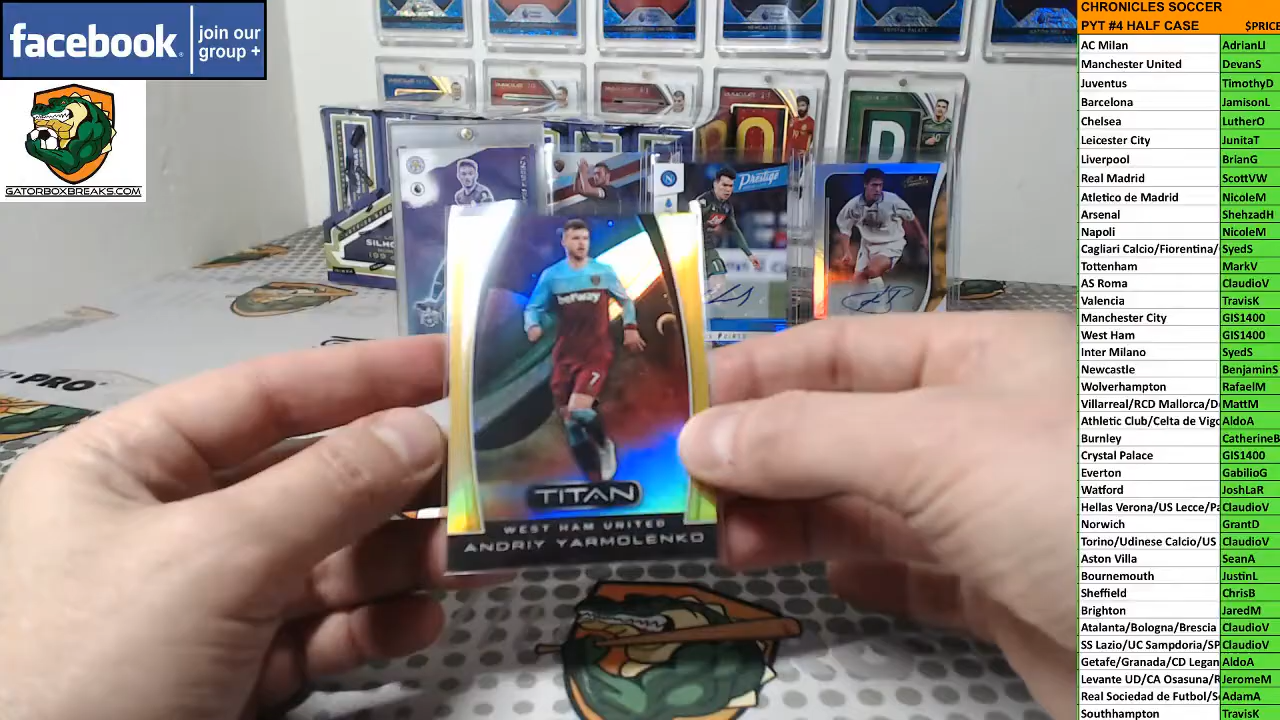 facebook
join our
group +
GATORBOXBREAKS.COM
Prestige
TITAN
WEST HAM UNITED
ANDRIY YARMOLENKO
betway
7
CHRONICLES SOCCER
PYT #4 HALF CASE $PRICE
AC Milan AdrianLI
Manchester United DevanS
Juventus TimothyD
Barcelona JamisonL
Chelsea LutherO
Leicester City JunitaT
Liverpool BrianG
Real Madrid ScottVW
Atletico de Madrid NicoleM
Arsenal ShehzadH
Napoli NicoleM
Cagliari Calcio/Fiorentina/ SyedS
Tottenham MarkV
AS Roma ClaudioV
Valencia TravisK
Manchester City GIS1400
West Ham GIS1400
Inter Milano SyedS
Newcastle BenjaminS
Wolverhampton RafaelM
Villarreal/RCD Mallorca/D MattM
Athletic Club/Celta de Vigo AldoA
Burnley CatherineB
Crystal Palace GIS1400
Everton GabilioG
Watford JoshLaR
Hellas Verona/US Lecce/Pa ClaudioV
Norwich GrantD
Torino/Udinese Calcio/US ClaudioV
Aston Villa SeanA
Bournemouth JustinL
Sheffield ChrisB
Brighton JaredM
Atalanta/Bologna/Brescia ClaudioV
SS Lazio/UC Sampdoria/SP ClaudioV
Getafe/Granada/CD Legan AldoA
Levante UD/CA Osasuna/R JeromeM
Real Sociedad de Futbol/S AdamA
Southhampton TravisK